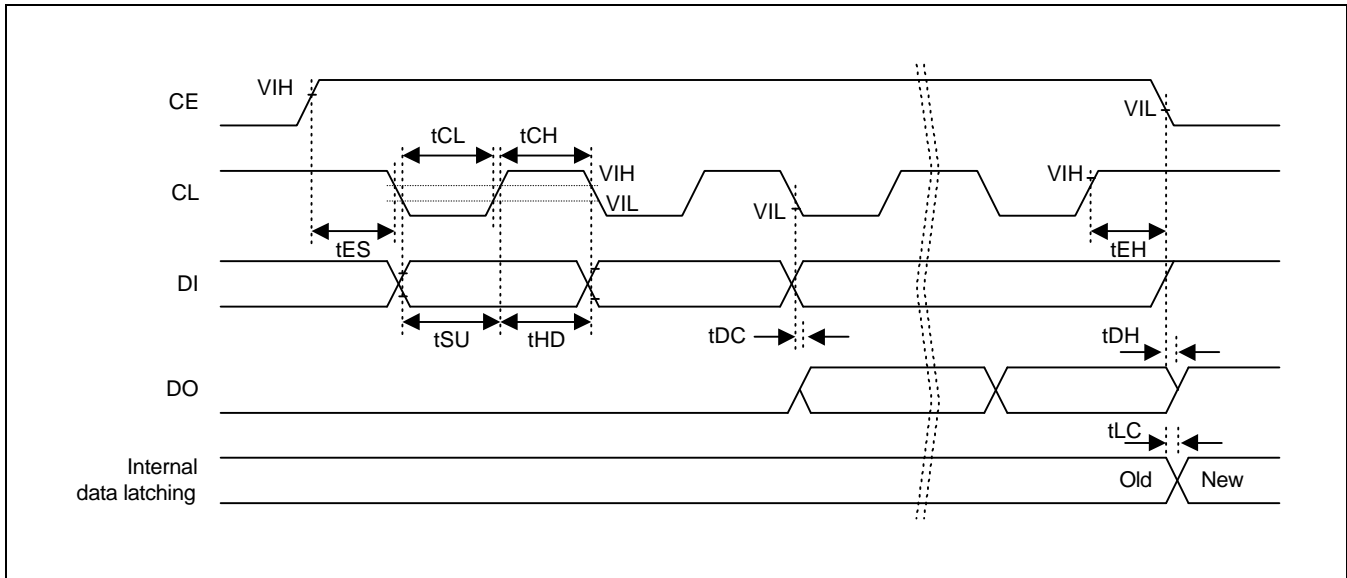 VIH
CE
VIL
tCL
tCH
VIH
VIH
CL
VIL
VIL
tES
tEH
DI
tSU
tHD
tDC
tDH
DO
tLC
Internal
data latching
Old
New